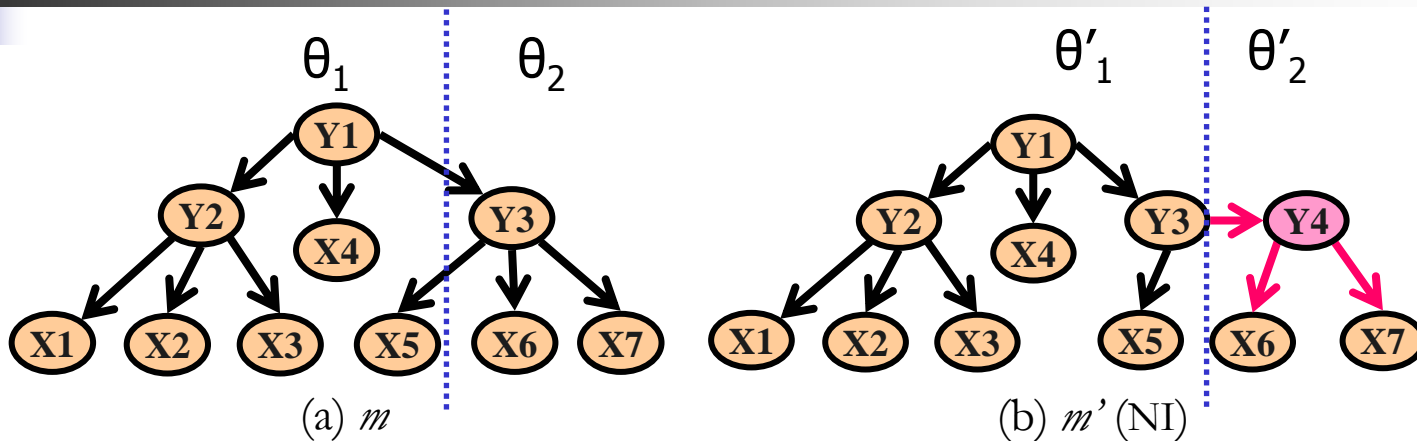 θ1 θ2 θ′1 θ′2
Y1 Y1
Y2 Y3 Y2 Y3 Y4
X4 X4
X1 X2 X3 X5 X6 X7 X1 X2 X3 X5 X6 X7
(a) m (b) m' (NI)